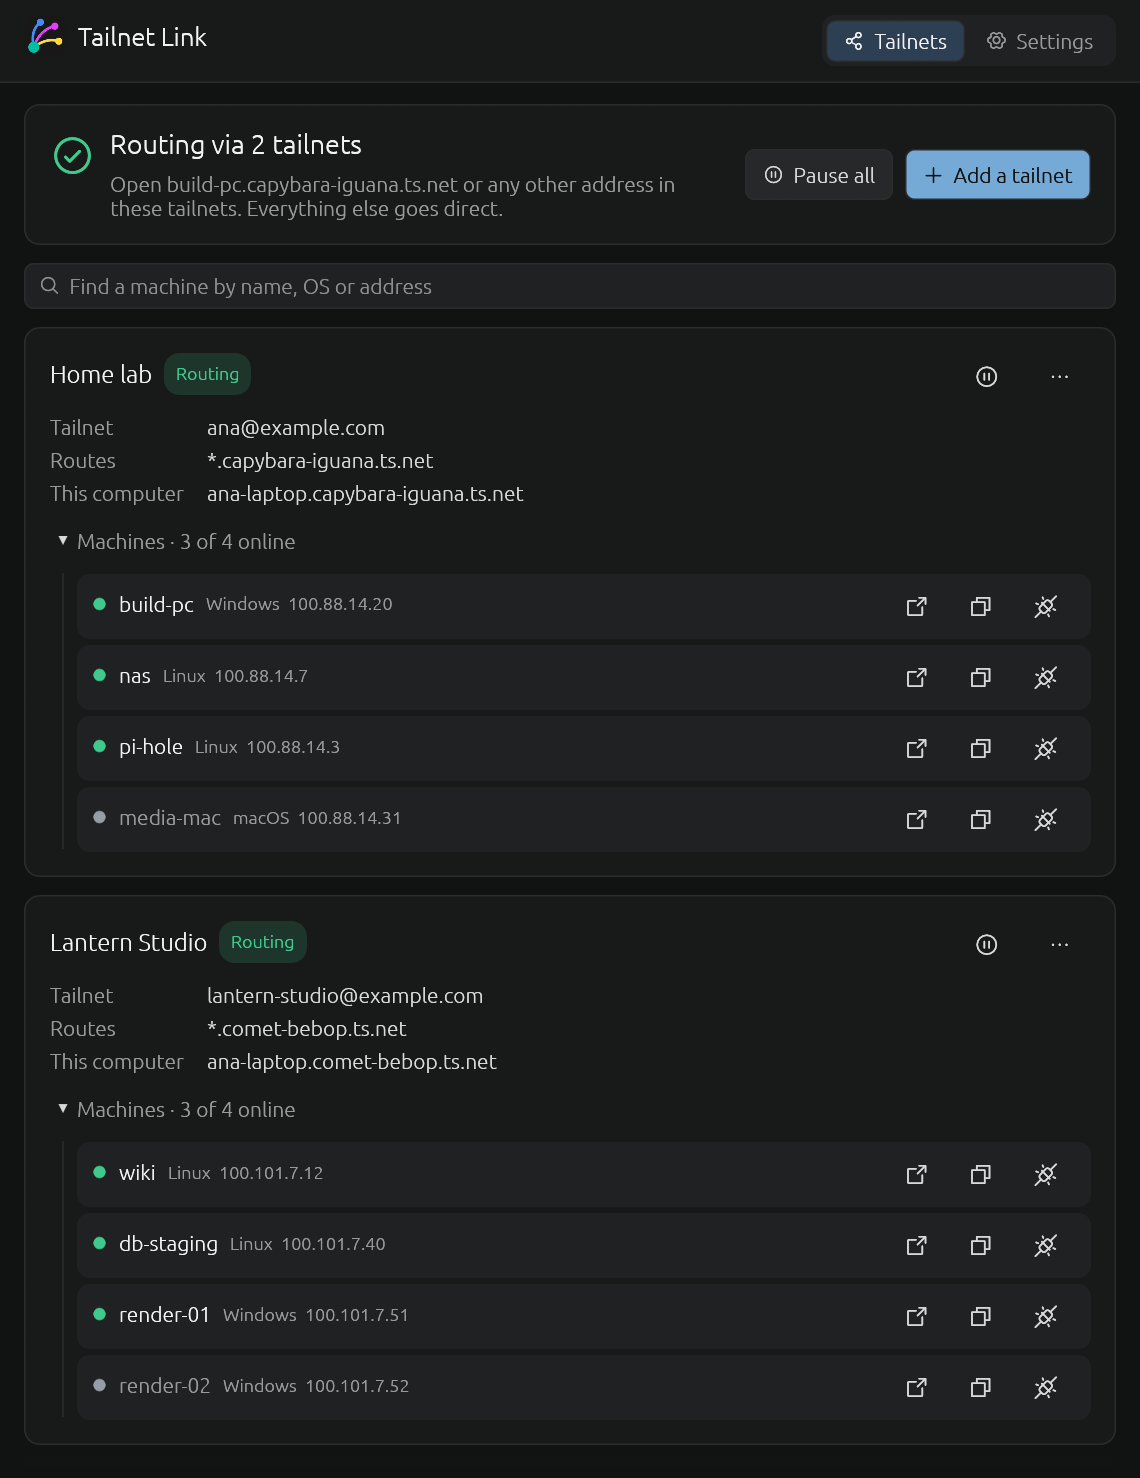 Tailnet Link
Tailnets
Settings
Routing via 2 tailnets
Open build-pc.capybara-iguana.ts.net or any other address in
these tailnets. Everything else goes direct.
Pause all
Add a tailnet
Find a machine by name, OS or address
Home lab Routing
Tailnet ana@example.com
Routes *.capybara-iguana.ts.net
This computer ana-laptop.capybara-iguana.ts.net
Machines · 3 of 4 online
build-pc Windows 100.88.14.20
nas Linux 100.88.14.7
pi-hole Linux 100.88.14.3
media-mac macOS 100.88.14.31
Lantern Studio Routing
Tailnet lantern-studio@example.com
Routes *.comet-bebop.ts.net
This computer ana-laptop.comet-bebop.ts.net
Machines · 3 of 4 online
wiki Linux 100.101.7.12
db-staging Linux 100.101.7.40
render-01 Windows 100.101.7.51
render-02 Windows 100.101.7.52